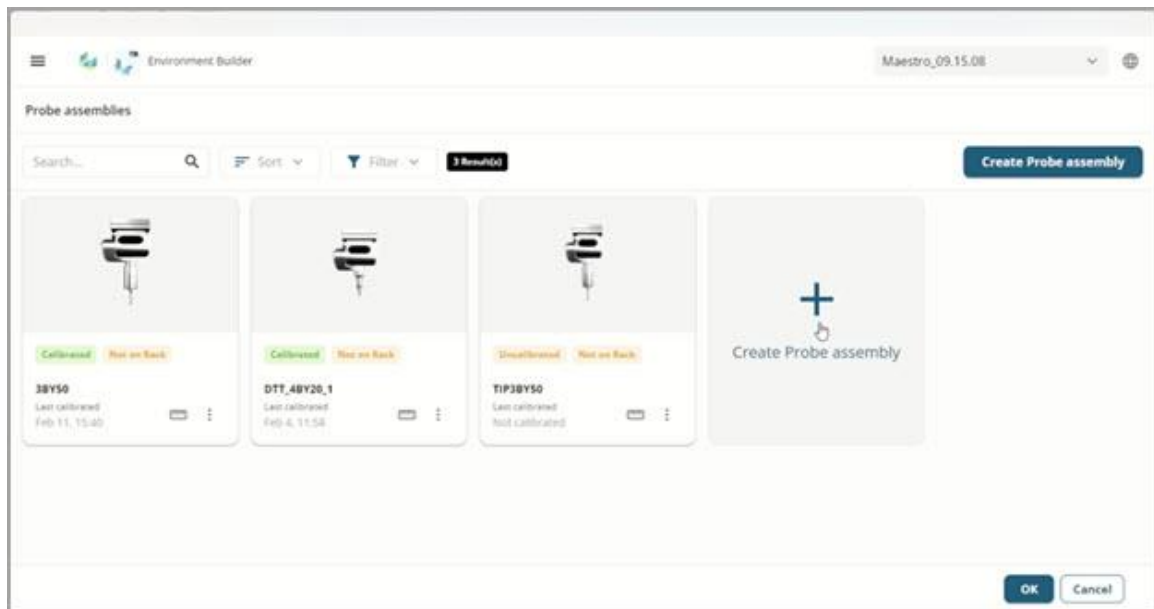 Environment Builder
Maestro_09.15.08
Probe assemblies
Search...
Sort
Filter
3 Result(s)
Create Probe assembly
Calibrated
Not on Rack
3BY50
Last calibrated
Feb 11, 15:40
Calibrated
Not on Rack
DTT_4BY20_1
Last calibrated
Feb 4, 11:58
Uncalibrated
Not on Rack
TIP3BY50
Last calibrated
Not calibrated
Create Probe assembly
OK
Cancel